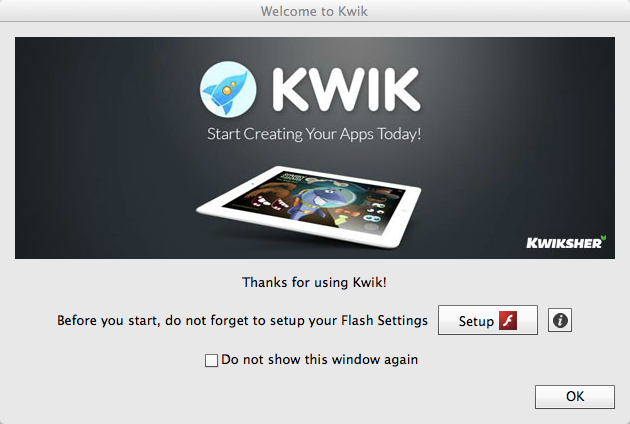 Welcome to Kwik
KWIK
Start Creating Your Apps Today!
KWIKSHER
Thanks for using Kwik!
Before you start, do not forget to setup your Flash Settings Setup
Do not show this window again
OK